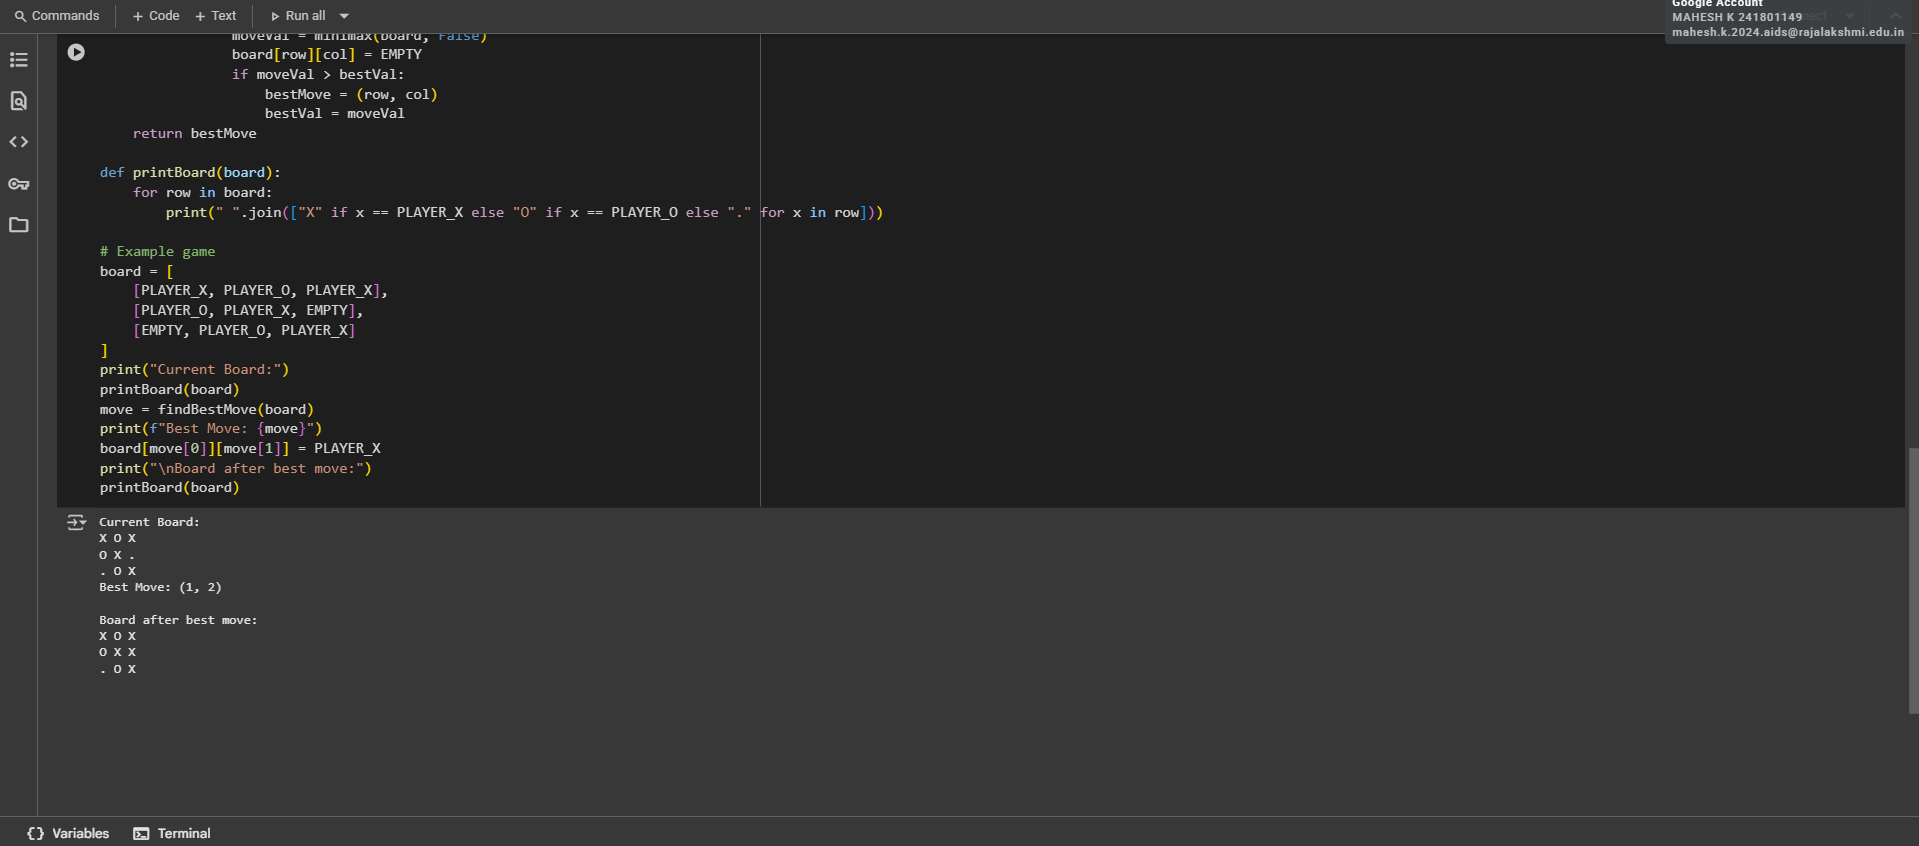 Commands + Code + Text Run all
Google Account
MAHESH K 241801149
mahesh.k.2024.aids@rajalakshmi.edu.in
moveVal = minimax(board, False)
board[row][col] = EMPTY
if moveVal > bestVal:
bestMove = (row, col)
bestVal = moveVal
return bestMove
def printBoard(board):
for row in board:
print(" ".join(["X" if x == PLAYER_X else "O" if x == PLAYER_O else "." for x in row]))
# Example game
board = [
[PLAYER_X, PLAYER_O, PLAYER_X],
[PLAYER_O, PLAYER_X, EMPTY],
[EMPTY, PLAYER_O, PLAYER_X]
]
print("Current Board:")
printBoard(board)
move = findBestMove(board)
print(f"Best Move: {move}")
board[move[0]][move[1]] = PLAYER_X
print("\nBoard after best move:")
printBoard(board)
Current Board:
X O X
O X .
. O X
Best Move: (1, 2)
Board after best move:
X O X
O X X
. O X
{} Variables Terminal